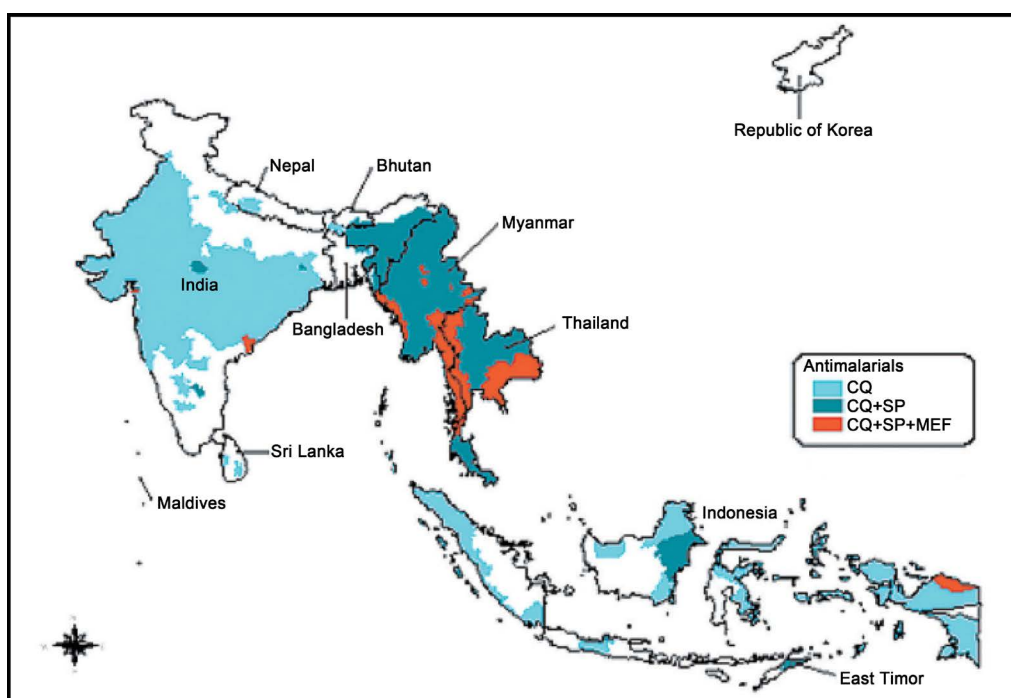 Republic of Korea
Nepal
Bhutan
Myanmar
India
Bangladesh
Thailand
Antimalarials
CQ
CQ+SP
CQ+SP+MEF
Sri Lanka
Maldives
Indonesia
East Timor